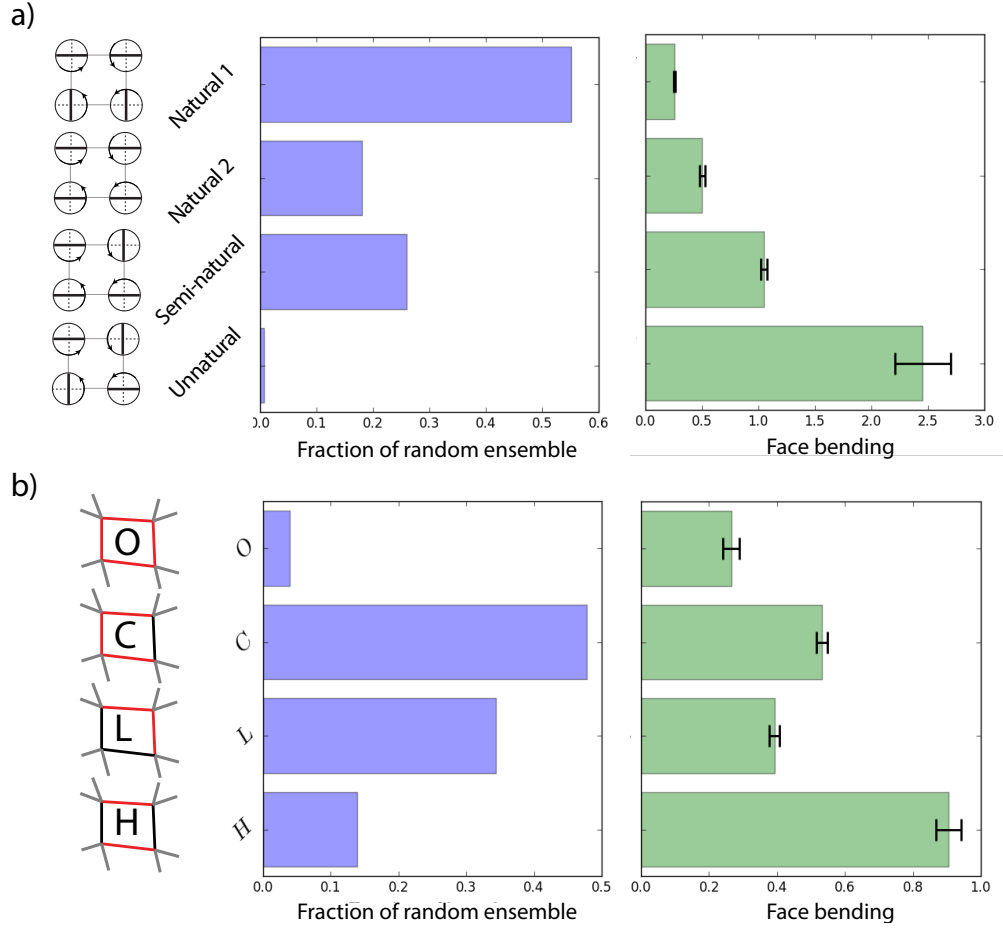 a)
Natural 1
Natural 2
Semi-natural
Unnatural
0.0 0.1 0.2 0.3 0.4 0.5 0.6
Fraction of random ensemble
0.0 0.5 1.0 1.5 2.0 2.5 3.0
Face bending
b)
O
C
L
H
O
C
L
H
0.0 0.1 0.2 0.3 0.4 0.5
Fraction of random ensemble
0.0 0.2 0.4 0.6 0.8 1.0
Face bending